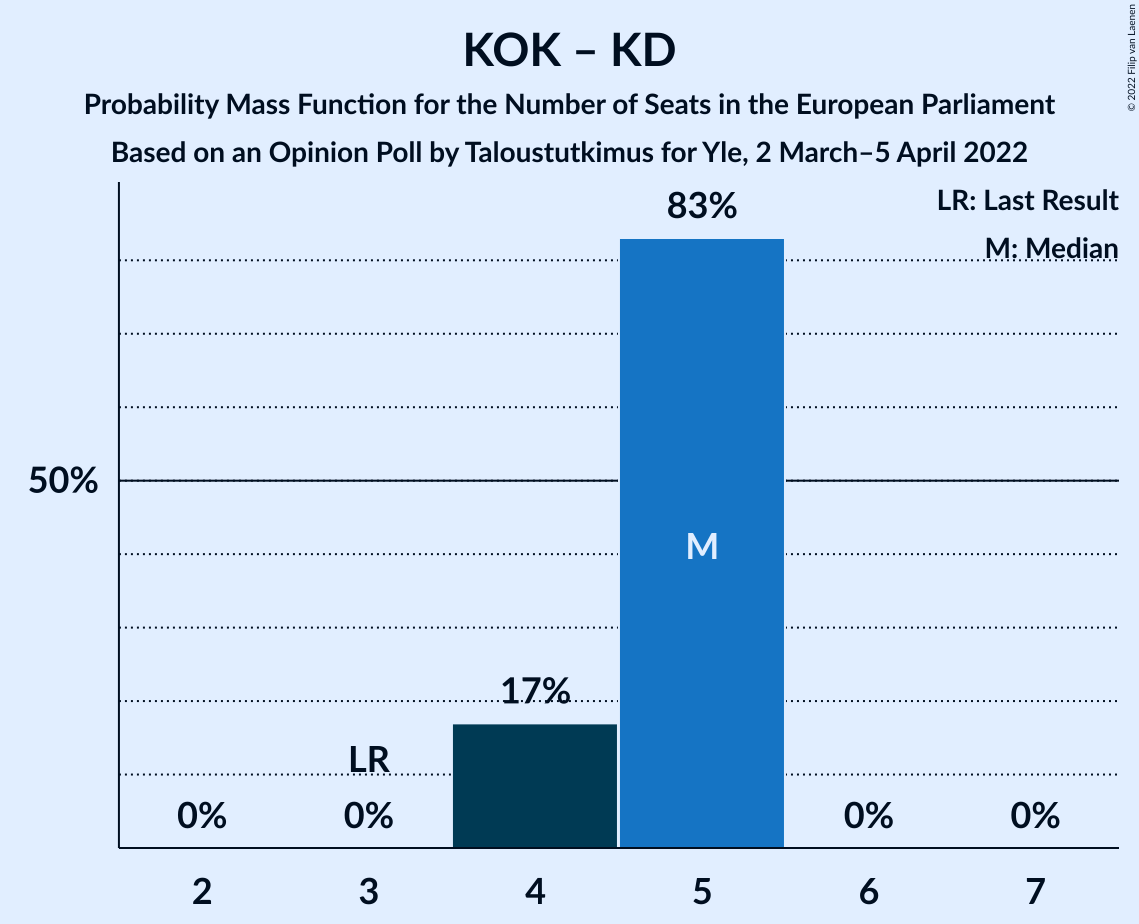 KOK – KD
Probability Mass Function for the Number of Seats in the European Parliament
Based on an Opinion Poll by Taloustutkimus for Yle, 2 March–5 April 2022
© 2022 Filip van Laenen
LR: Last Result
M: Median
83%
50%
M
17%
LR
0% 0% 0% 0%
2 3 4 5 6 7